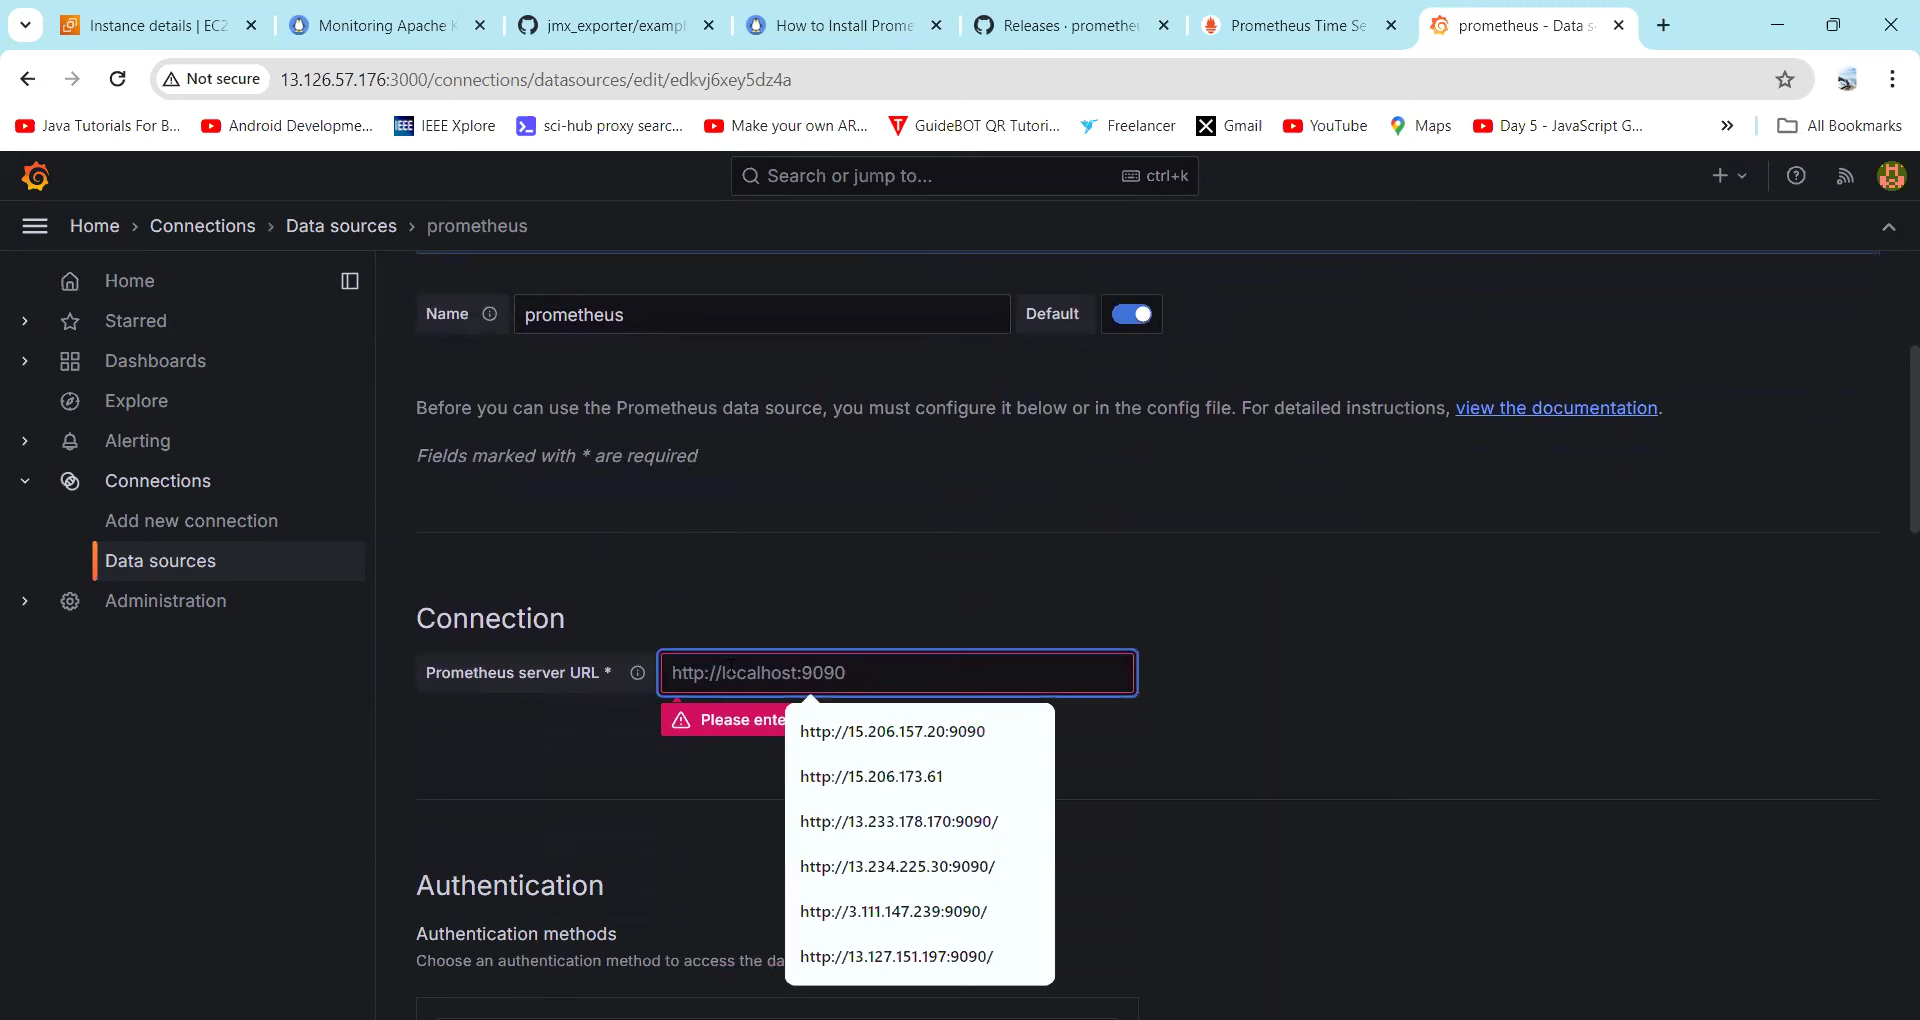 Instance details | EC2
Monitoring Apache K
jmx_exporter/exampl
How to Install Prome
Releases · promethe
Prometheus Time Se
prometheus - Data s
Not secure
13.126.57.176:3000/connections/datasources/edit/edkvj6xey5dz4a
Java Tutorials For B...
Android Developme...
IEEE Xplore
sci-hub proxy searc...
Make your own AR...
GuideBOT QR Tutori...
Freelancer
Gmail
YouTube
Maps
Day 5 - JavaScript G...
All Bookmarks
Search or jump to...
ctrl+k
Home › Connections › Data sources › prometheus
Home
Starred
Dashboards
Explore
Alerting
Connections
Add new connection
Data sources
Administration
Name
prometheus
Default
Before you can use the Prometheus data source, you must configure it below or in the config file. For detailed instructions, view the documentation.
Fields marked with * are required
Connection
Prometheus server URL *
http://localhost:9090
Please ente
http://15.206.157.20:9090
http://15.206.173.61
http://13.233.178.170:9090/
http://13.234.225.30:9090/
http://3.111.147.239:9090/
http://13.127.151.197:9090/
Authentication
Authentication methods
Choose an authentication method to access the da